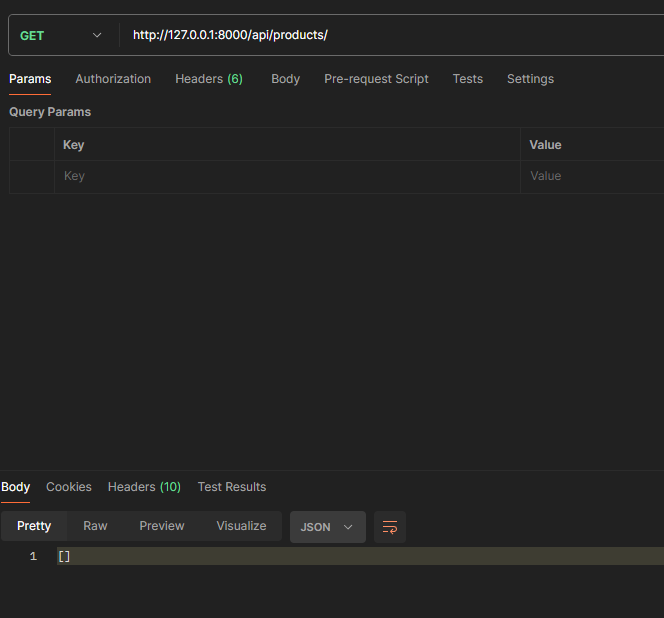 GET http://127.0.0.1:8000/api/products/
Params Authorization Headers (6) Body Pre-request Script Tests Settings
Query Params
Key Value
Key Value
Body Cookies Headers (10) Test Results
Pretty Raw Preview Visualize JSON
1 []